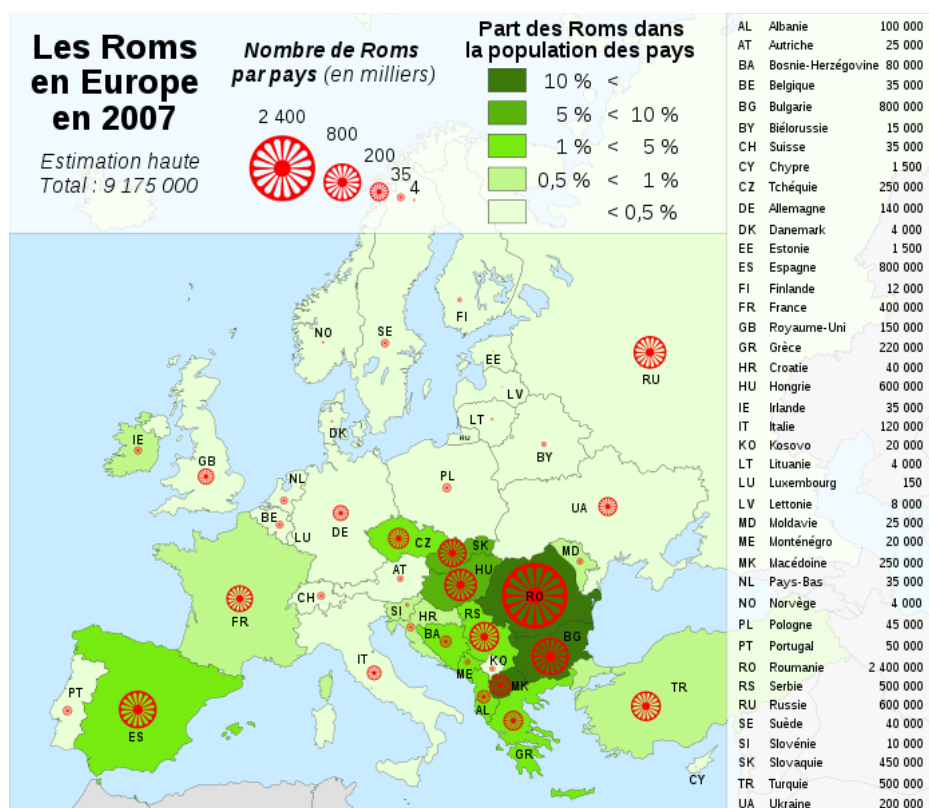 Les Roms
en Europe
en 2007
Estimation haute
Total : 9 175 000
Nombre de Roms
par pays (en milliers)
2 400
800
200
35
4
Part des Roms dans
la population des pays
10 % <
5 % < 10 %
1 % < 5 %
0,5 % < 1 %
< 0,5 %
AL Albanie 100 000
AT Autriche 25 000
BA Bosnie-Herzégovine 80 000
BE Belgique 35 000
BG Bulgarie 800 000
BY Biélorussie 15 000
CH Suisse 35 000
CY Chypre 1 500
CZ Tchéquie 250 000
DE Allemagne 140 000
DK Danemark 4 000
EE Estonie 1 500
ES Espagne 800 000
FI Finlande 12 000
FR France 400 000
GB Royaume-Uni 150 000
GR Grèce 220 000
HR Croatie 40 000
HU Hongrie 600 000
IE Irlande 35 000
IT Italie 120 000
KO Kosovo 20 000
LT Lituanie 4 000
LU Luxembourg 150
LV Lettonie 8 000
MD Moldavie 25 000
ME Monténégro 20 000
MK Macédoine 250 000
NL Pays-Bas 35 000
NO Norvège 4 000
PL Pologne 45 000
PT Portugal 50 000
RO Roumanie 2 400 000
RS Serbie 500 000
RU Russie 600 000
SE Suède 40 000
SI Slovénie 10 000
SK Slovaquie 450 000
TR Turquie 500 000
UA Ukraine 200 000
FI
NO
SE
EE
RU
LV
LT
DK
RU
IE
BY
GB
PL
NL
UA
BE
LU
DE
CZ
SK
MD
AT
HU
CH
RO
SI
HR
RS
FR
BA
BG
IT
KO
ME
MK
PT
TR
AL
ES
GR
CY